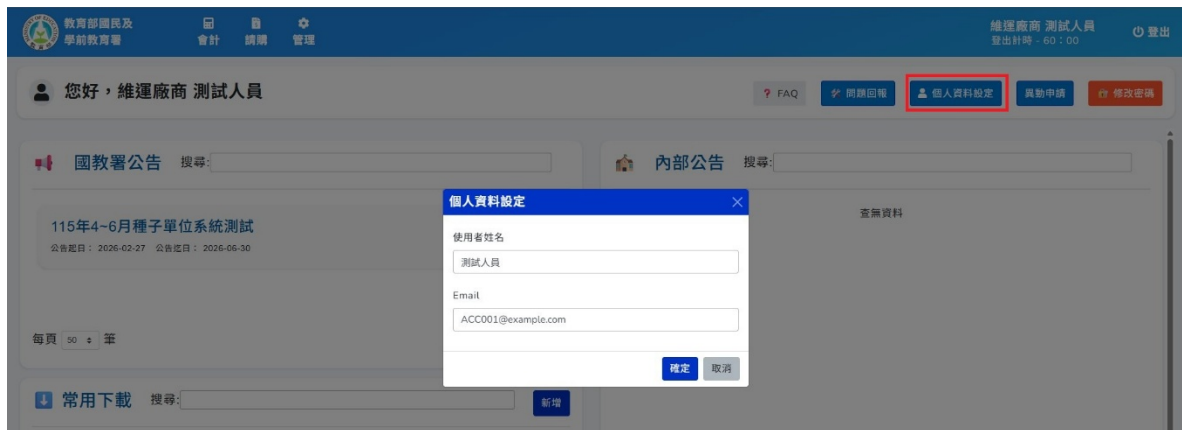 教育部國民及
學前教育署
會計
請購
管理
維運廠商 測試人員
登出計時 - 60：00
登出
您好，維運廠商 測試人員
? FAQ
問題回報
個人資料設定
異動申請
修改密碼
國教署公告
搜尋:
內部公告
搜尋:
115年4~6月種子單位系統測試
公告起日： 2026-02-27 公告迄日： 2026-06-30
查無資料
個人資料設定
使用者姓名
測試人員
Email
ACC001@example.com
確定
取消
每頁 50 筆
常用下載
搜尋:
新增